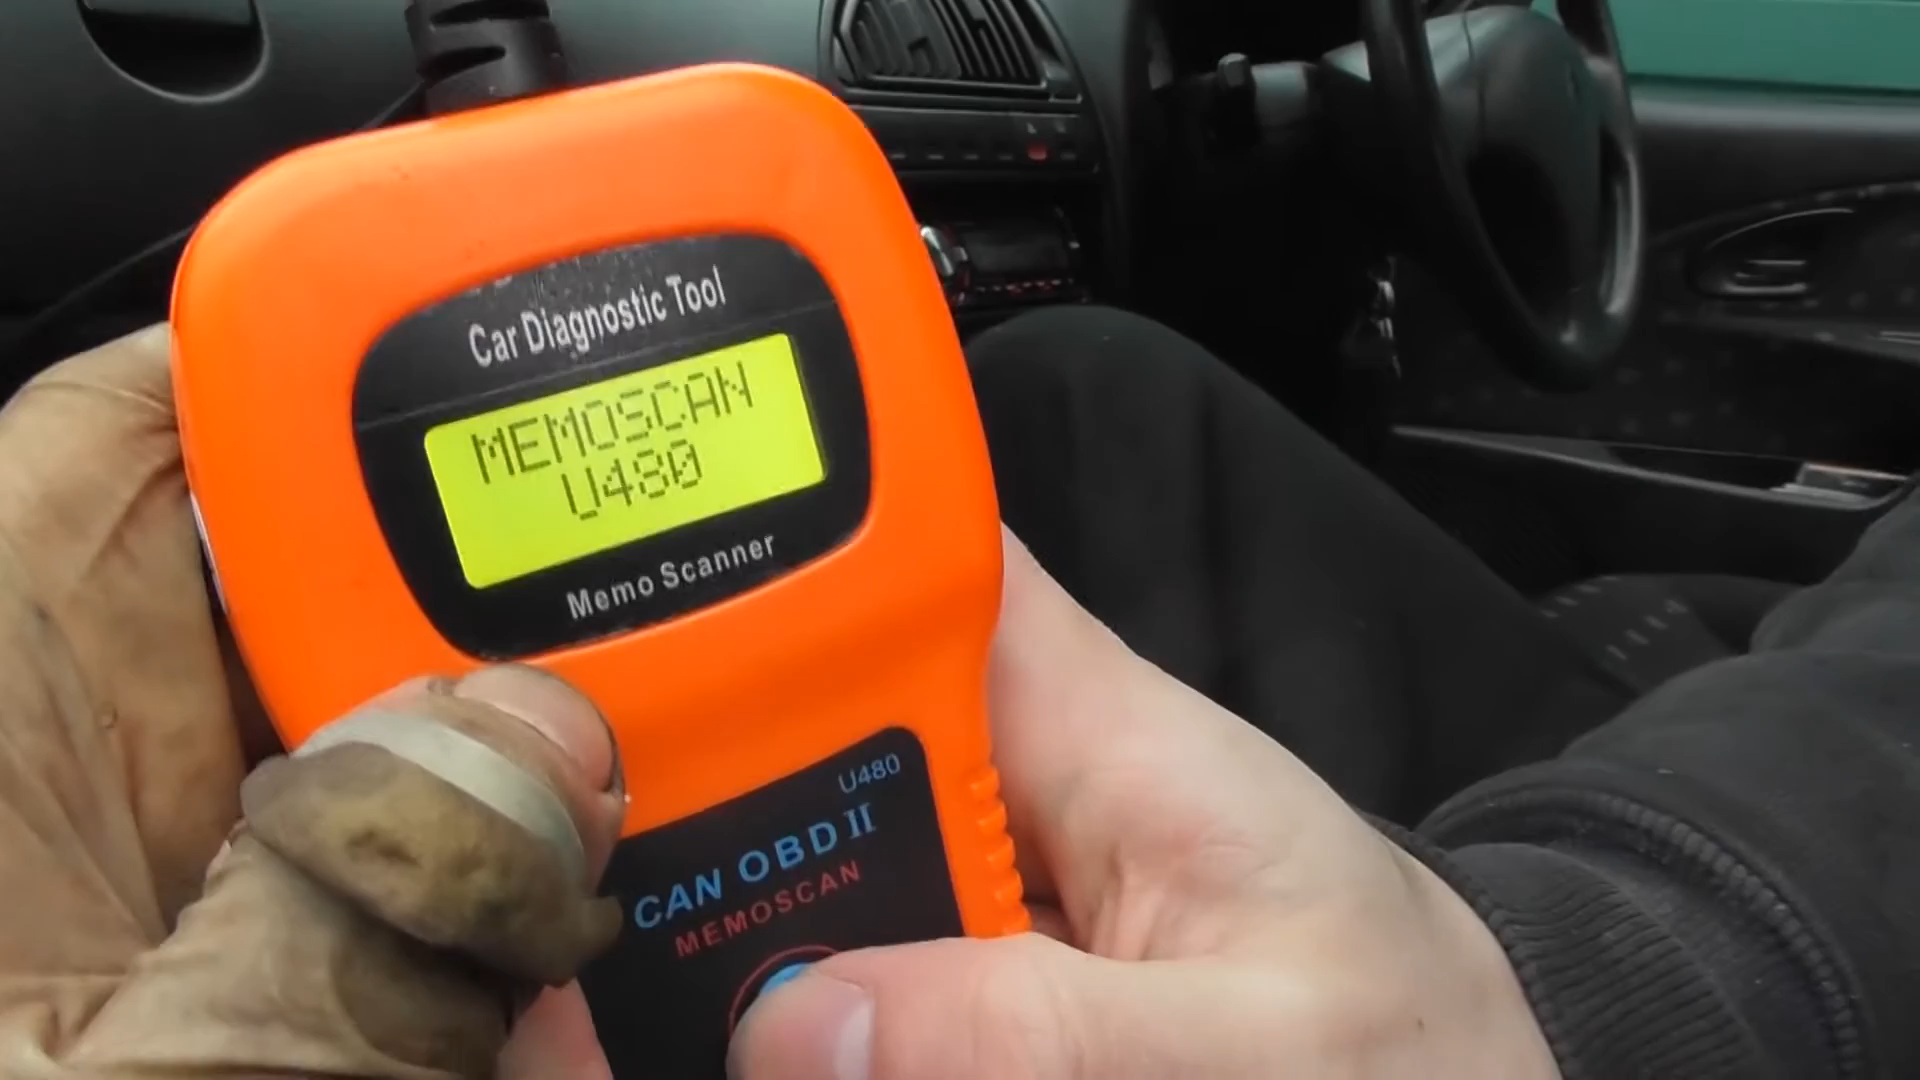 Car Diagnostic Tool
MEMOSCAN
U480
Memo Scanner
U480
CAN OBD II
MEMOSCAN